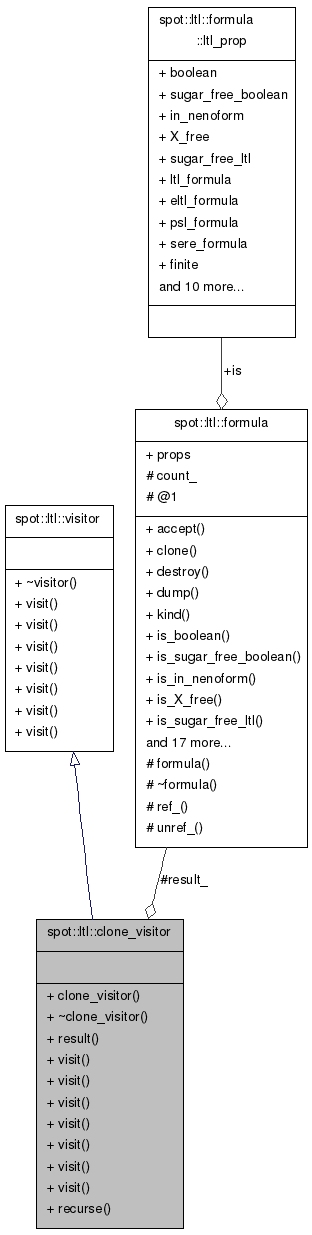 spot::ltl::formula
::ltl_prop
+ boolean
+ sugar_free_boolean
+ in_nenoform
+ X_free
+ sugar_free_ltl
+ ltl_formula
+ eltl_formula
+ psl_formula
+ sere_formula
+ finite
and 10 more...
+is
spot::ltl::formula
+ props
# count_
# @1
+ accept()
+ clone()
+ destroy()
+ dump()
+ kind()
+ is_boolean()
+ is_sugar_free_boolean()
+ is_in_nenoform()
+ is_X_free()
+ is_sugar_free_ltl()
and 17 more...
# formula()
# ~formula()
# ref_()
# unref_()
spot::ltl::visitor
+ ~visitor()
+ visit()
+ visit()
+ visit()
+ visit()
+ visit()
+ visit()
+ visit()
#result_
spot::ltl::clone_visitor
+ clone_visitor()
+ ~clone_visitor()
+ result()
+ visit()
+ visit()
+ visit()
+ visit()
+ visit()
+ visit()
+ visit()
+ recurse()